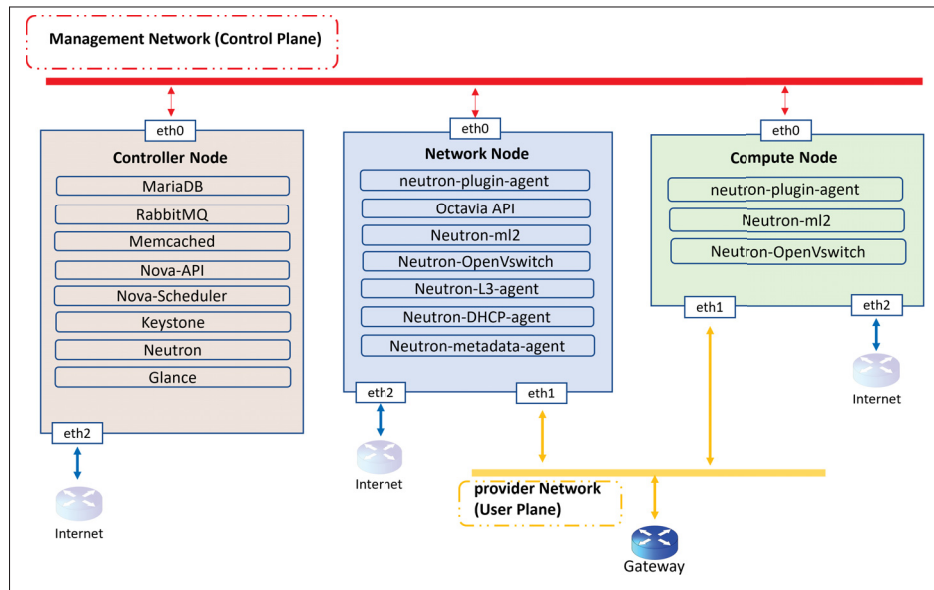 Management Network (Control Plane)
eth0
eth0
eth0
Controller Node
MariaDB
RabbitMQ
Memcached
Nova-API
Nova-Scheduler
Keystone
Neutron
Glance
eth2
Internet
Network Node
neutron-plugin-agent
Octavia API
Neutron-ml2
Neutron-OpenVswitch
Neutron-L3-agent
Neutron-DHCP-agent
Neutron-metadata-agent
eth2
eth1
Internet
Compute Node
neutron-plugin-agent
Neutron-ml2
Neutron-OpenVswitch
eth1
eth2
Internet
provider Network
(User Plane)
Gateway